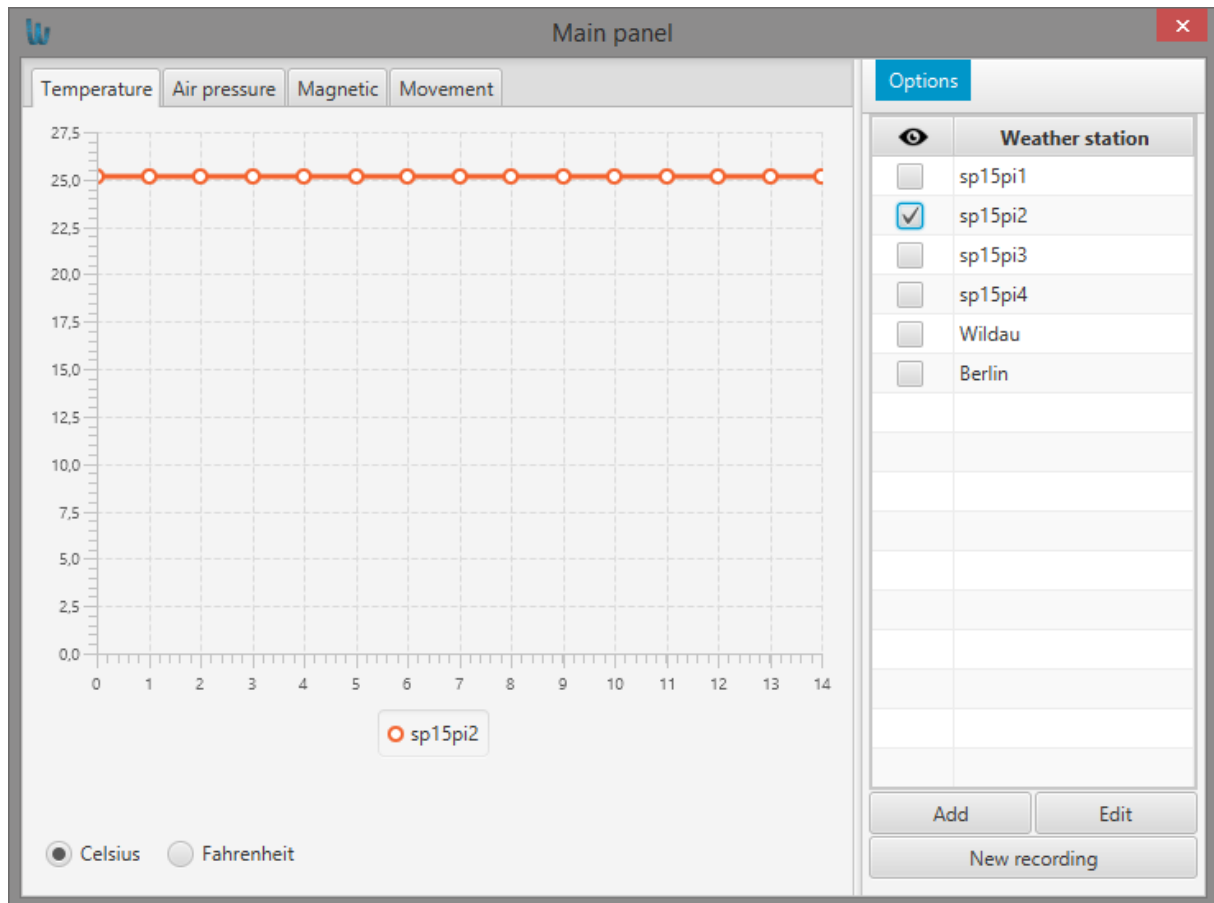 Main panel
Temperature Air pressure Magnetic Movement
27,5
25,0
22,5
20,0
17,5
15,0
12,5
10,0
7,5
5,0
2,5
0,0
0 1 2 3 4 5 6 7 8 9 10 11 12 13 14
sp15pi2
Celsius Fahrenheit
Options
Weather station
sp15pi1
sp15pi2
sp15pi3
sp15pi4
Wildau
Berlin
Add Edit
New recording